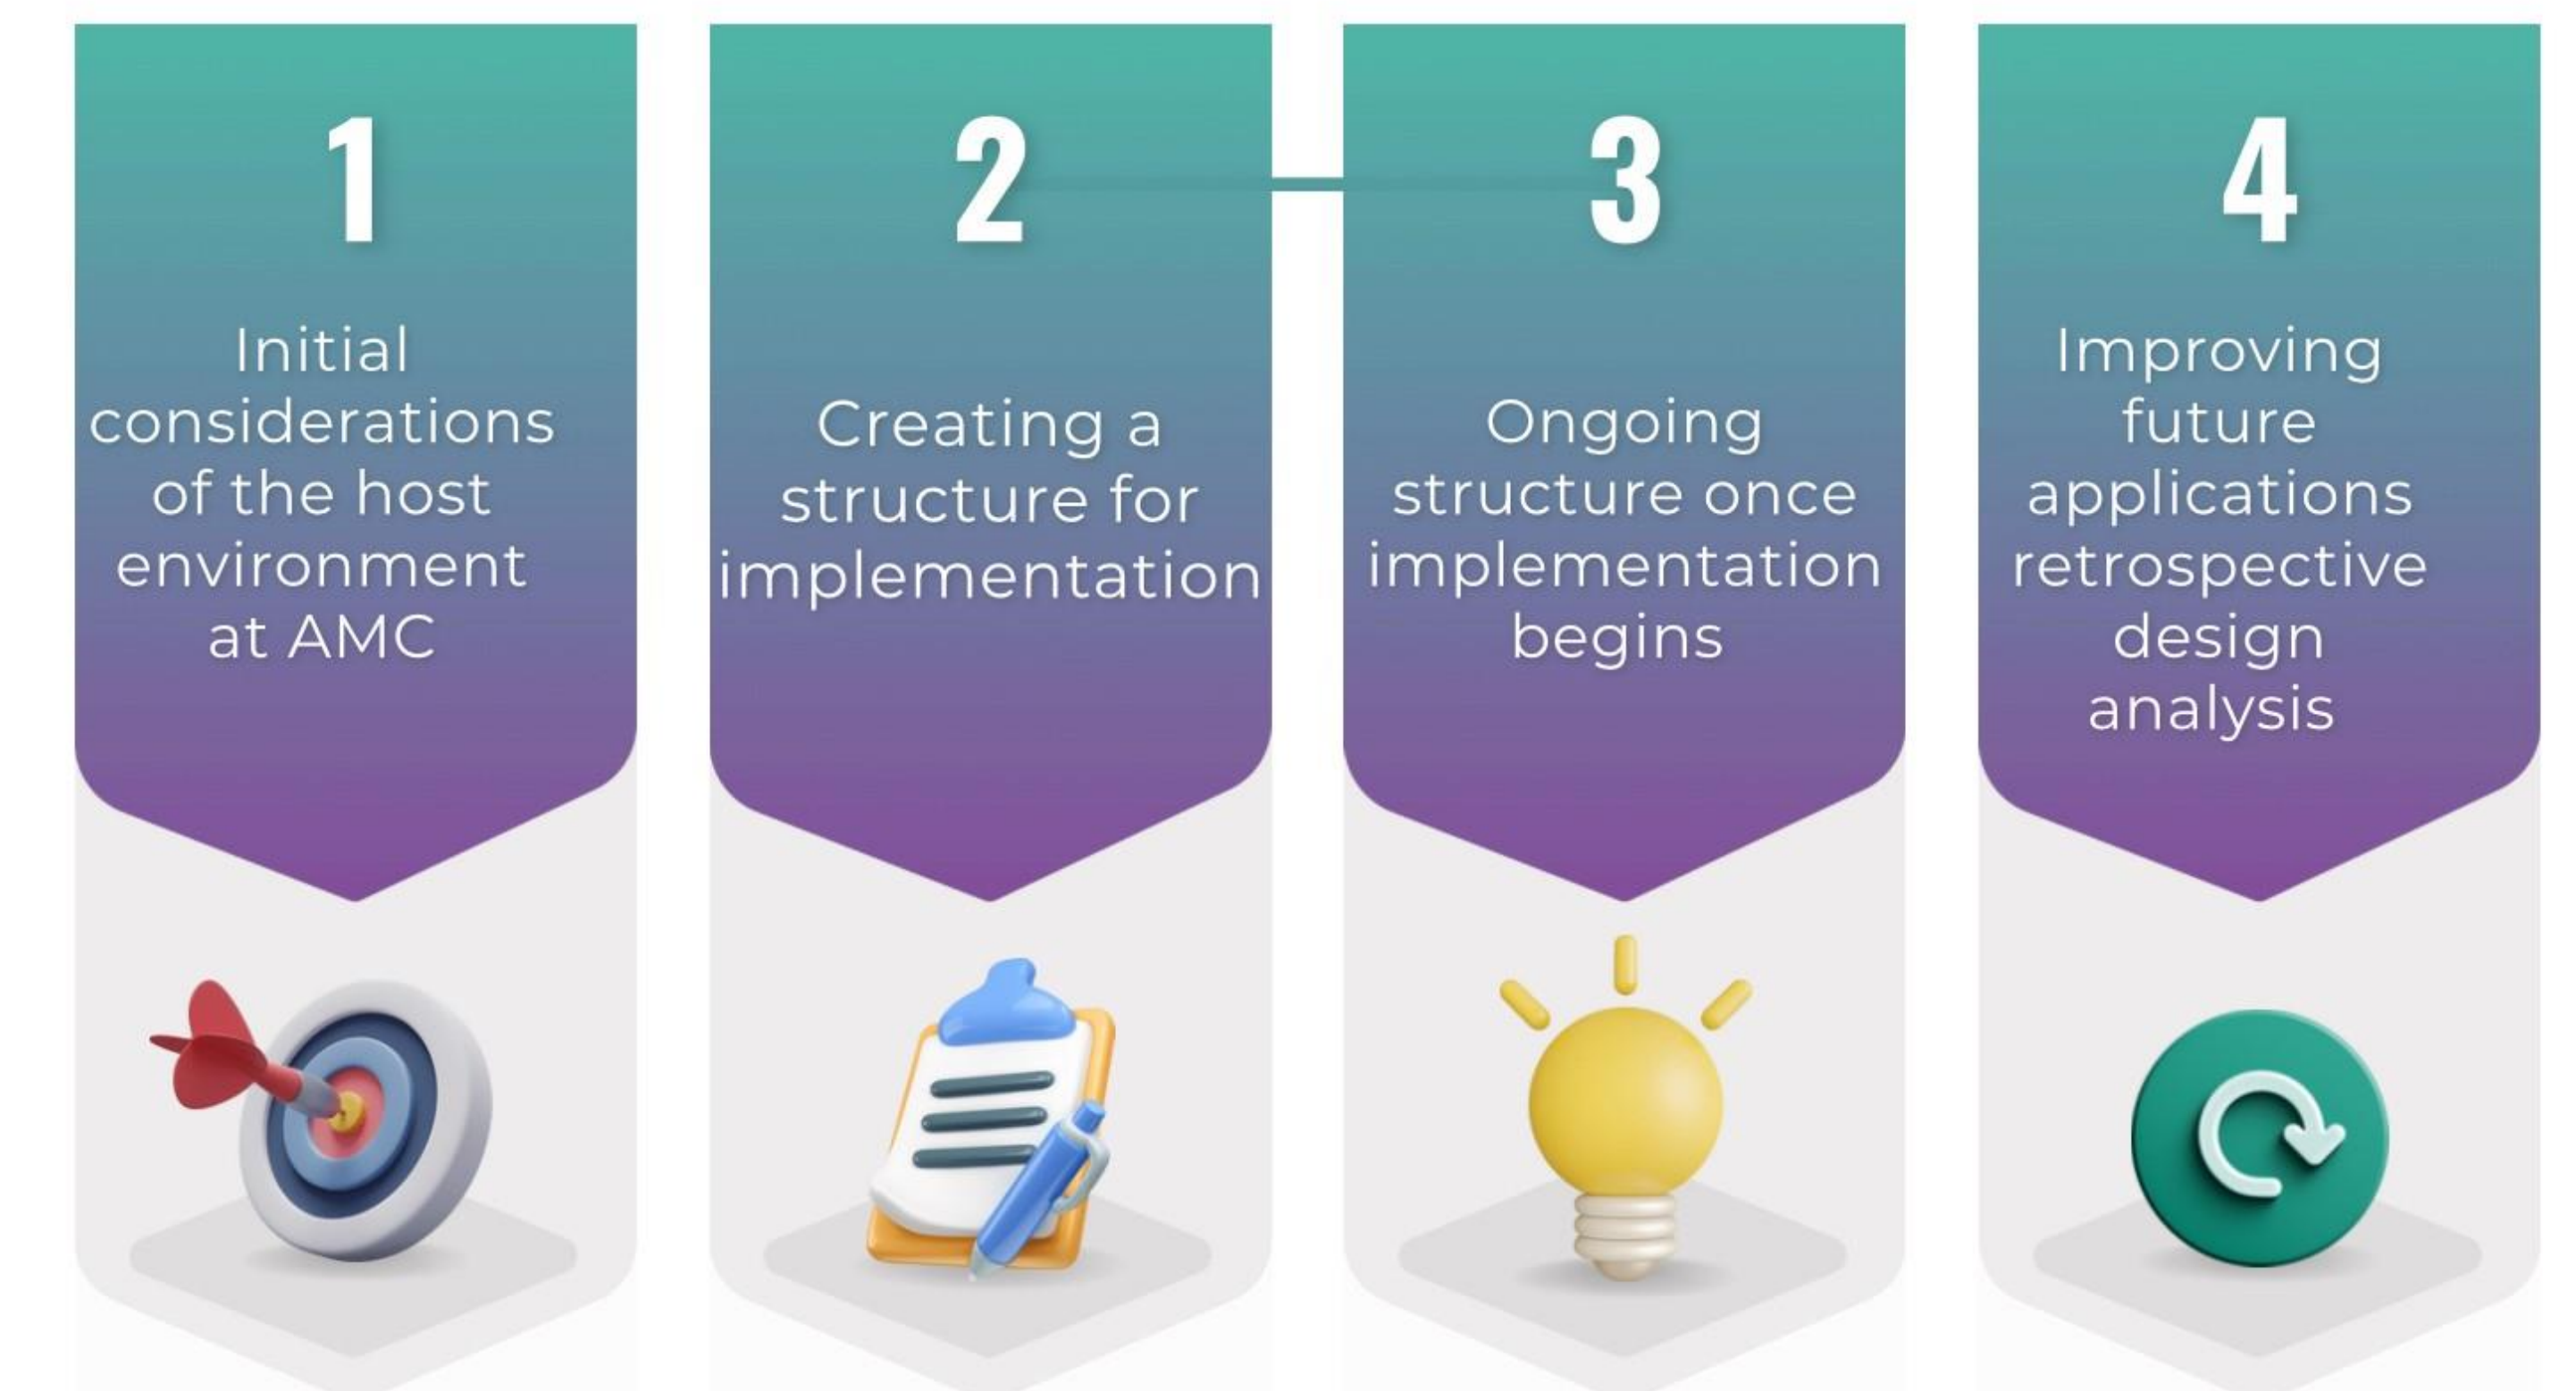 1
Initial
considerations
of the host
environment
at AMC
2
Creating a
structure for
implementation
3
Ongoing
structure once
implementation
begins
4
Improving
future
applications
retrospective
design
analysis